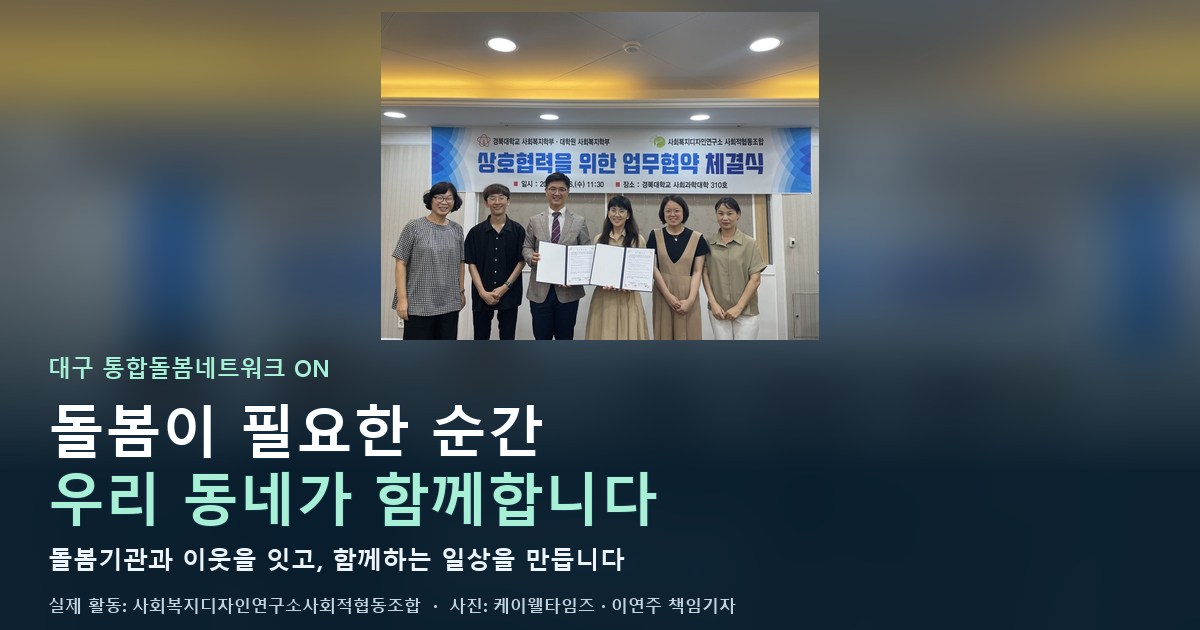 경북대학교 사회복지학부 · 대학원 사회복지학부
사회복지디자인연구소 사회적협동조합
상호협력을 위한 업무협약 체결식
■ 일시 : 20 .(수) 11:30 ■ 장소 : 경북대학교 사회과학대학 310호
대구 통합돌봄네트워크 ON
돌봄이 필요한 순간
우리 동네가 함께합니다
돌봄기관과 이웃을 잇고, 함께하는 일상을 만듭니다
실제 활동: 사회복지디자인연구소사회적협동조합 · 사진: 케이웰타임즈 · 이연주 책임기자